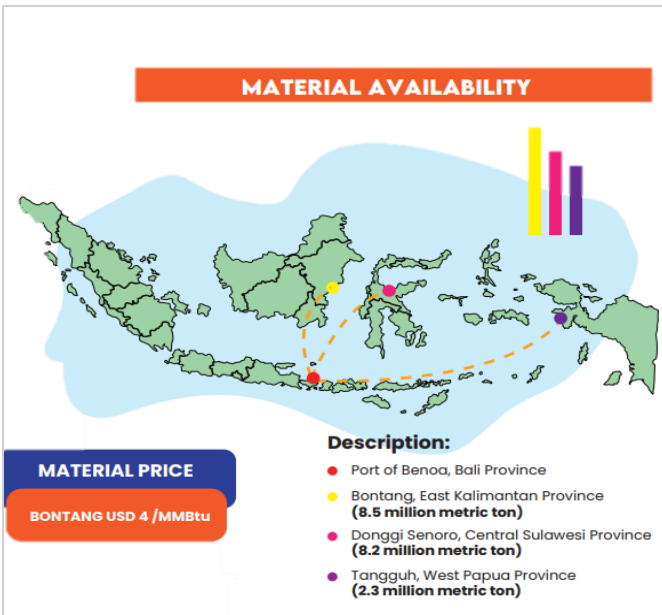 MATERIAL AVAILABILITY
MATERIAL PRICE
BONTANG USD 4 /MMBtu
Description:
Port of Benoa, Bali Province
Bontang, East Kalimantan Province
(8.5 million metric ton)
Donggi Senoro, Central Sulawesi Province
(8.2 million metric ton)
Tangguh, West Papua Province
(2.3 million metric ton)